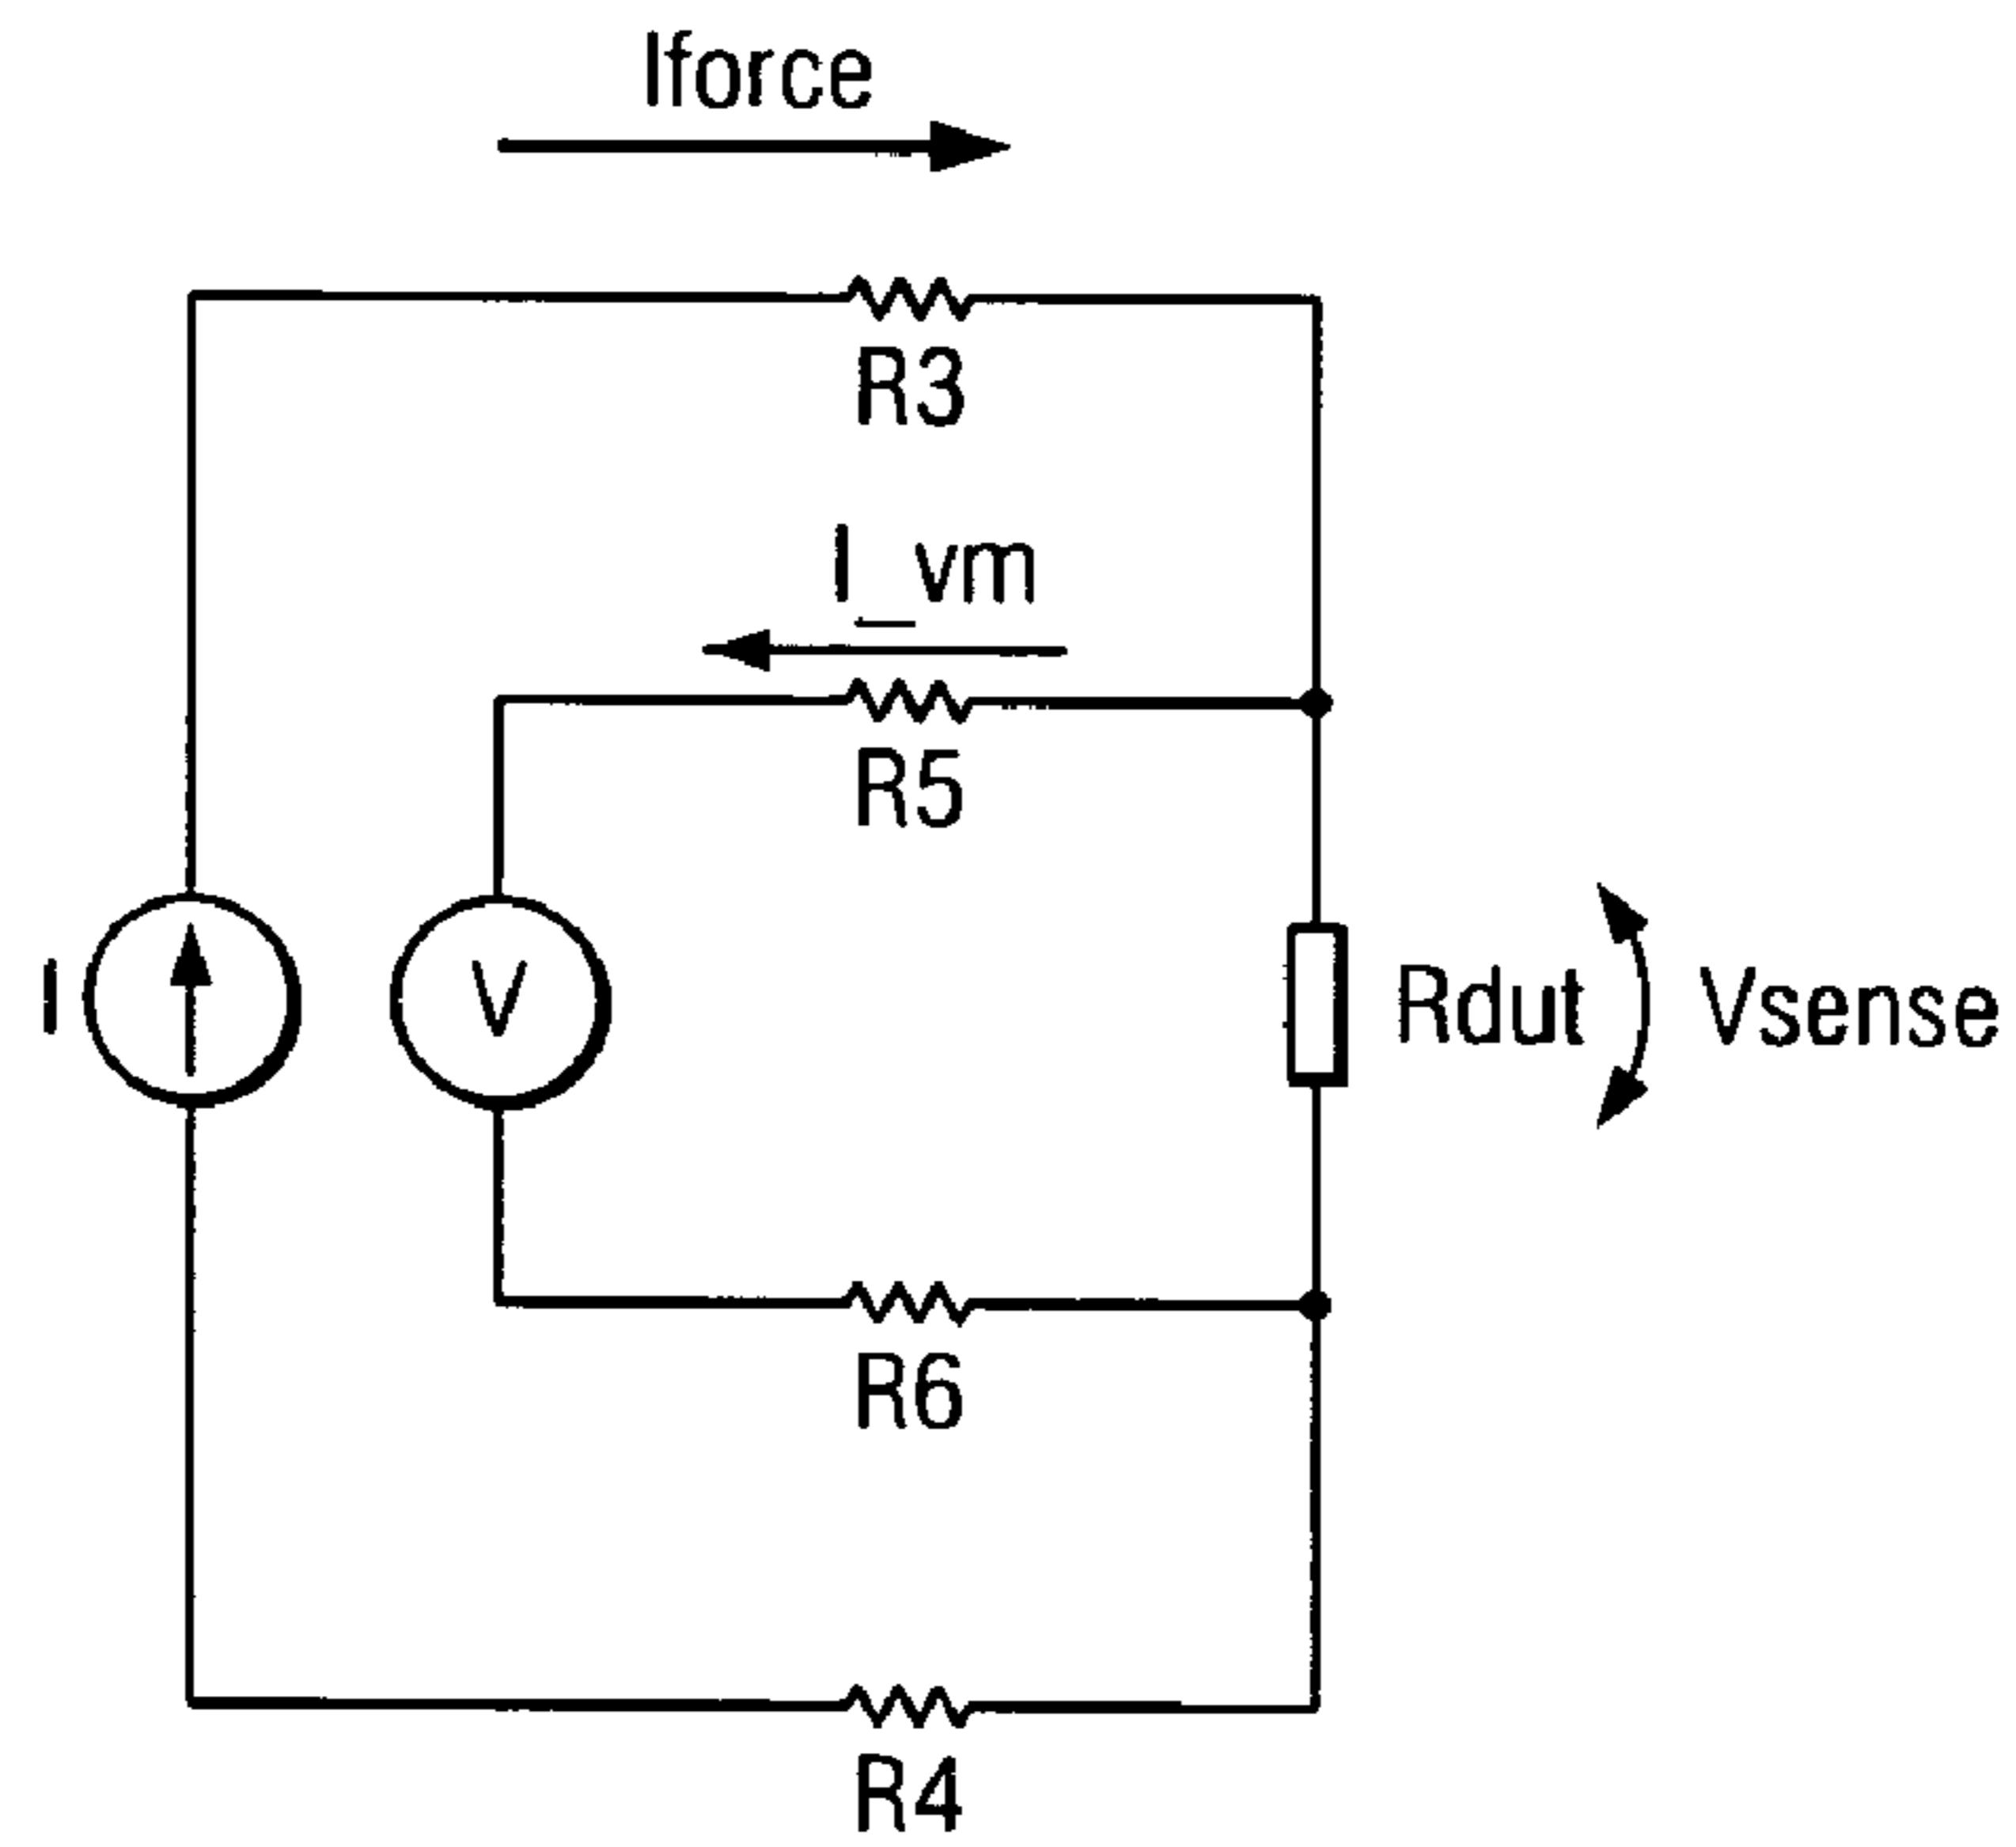 Iforce
R3
I_vm
R5
I
V
Rdut
Vsense
R6
R4